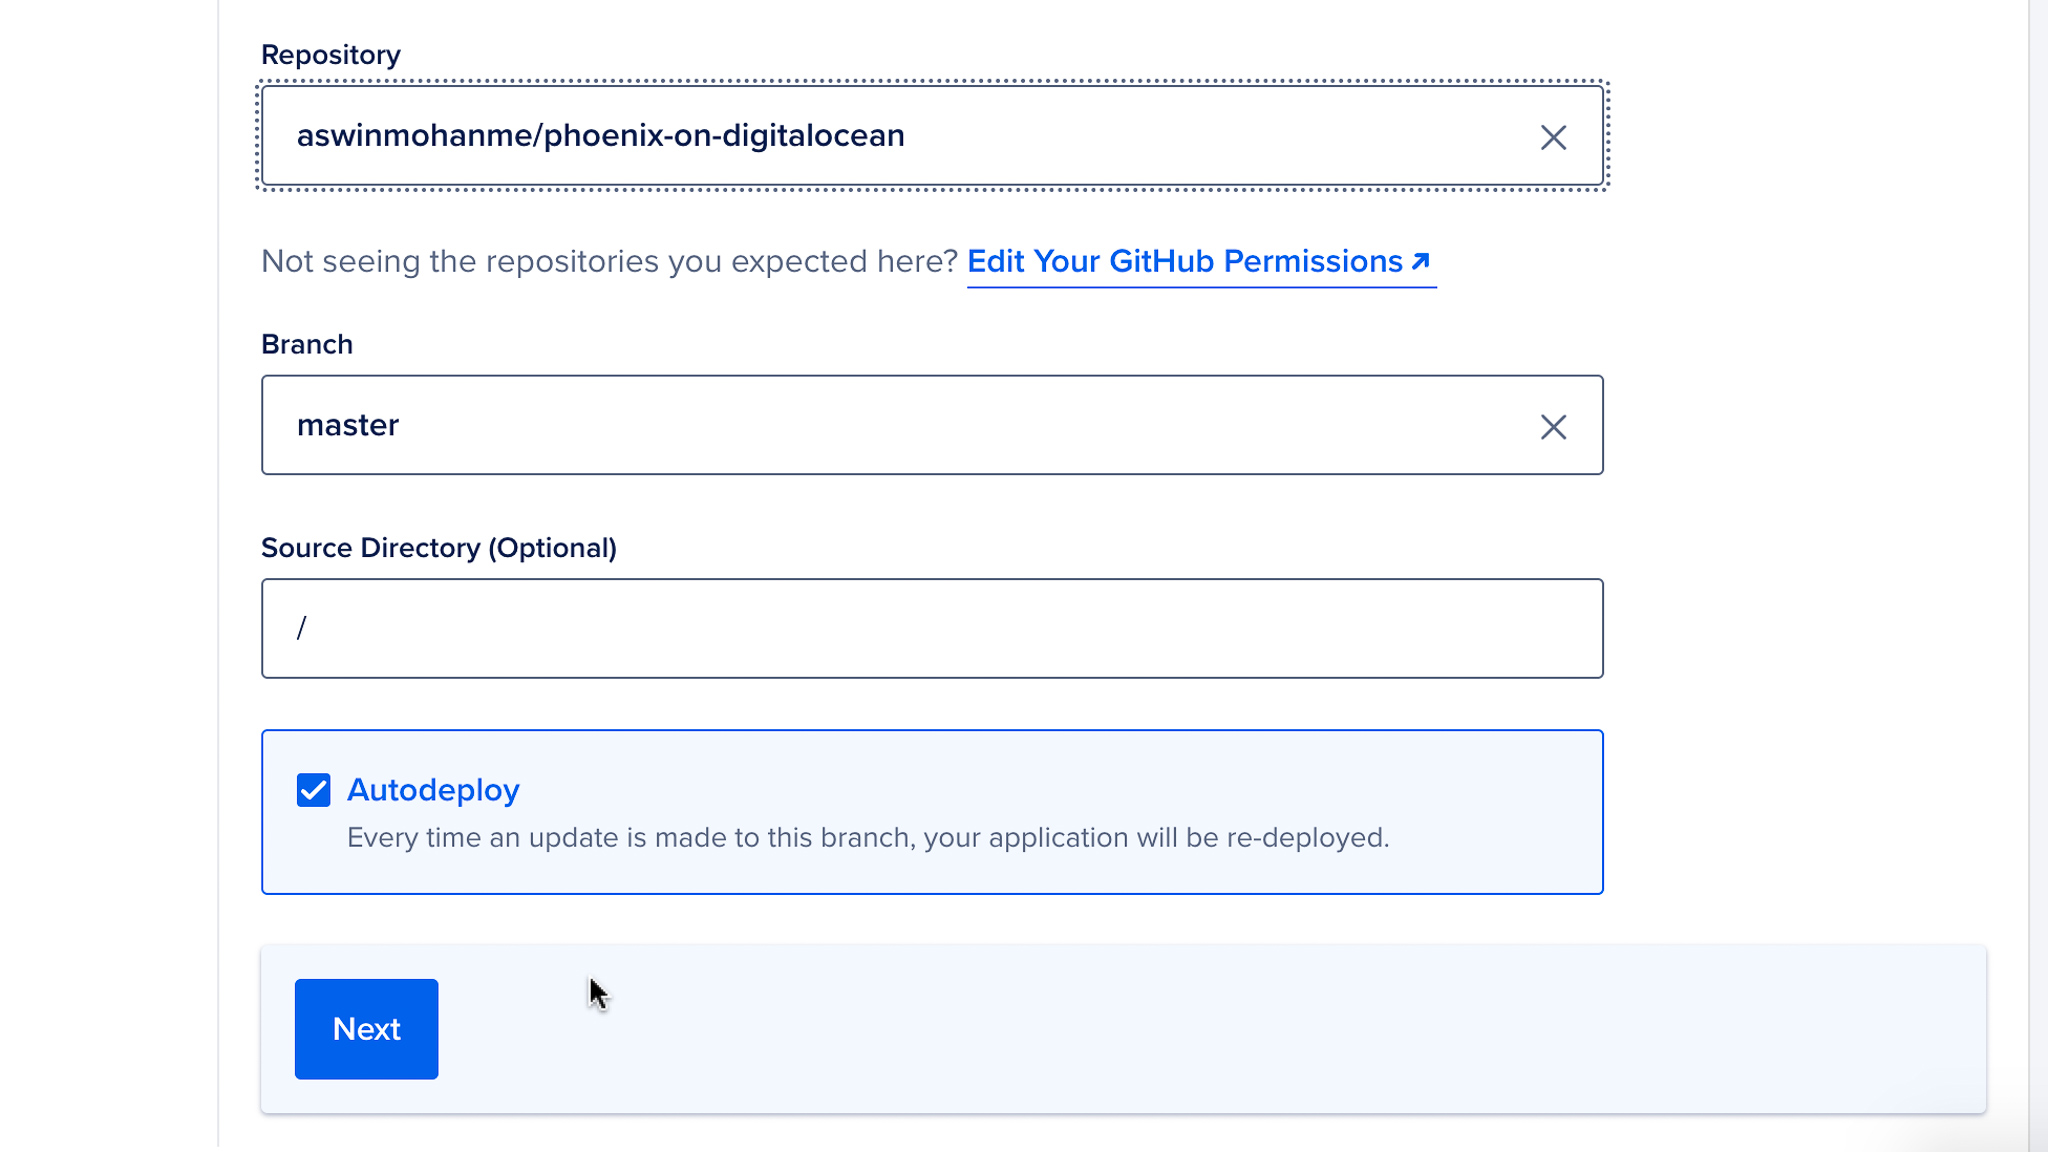 Repository
aswinmohanme/phoenix-on-digitalocean
Not seeing the repositories you expected here? Edit Your GitHub Permissions
Branch
master
Source Directory (Optional)
/
Autodeploy
Every time an update is made to this branch, your application will be re-deployed.
Next